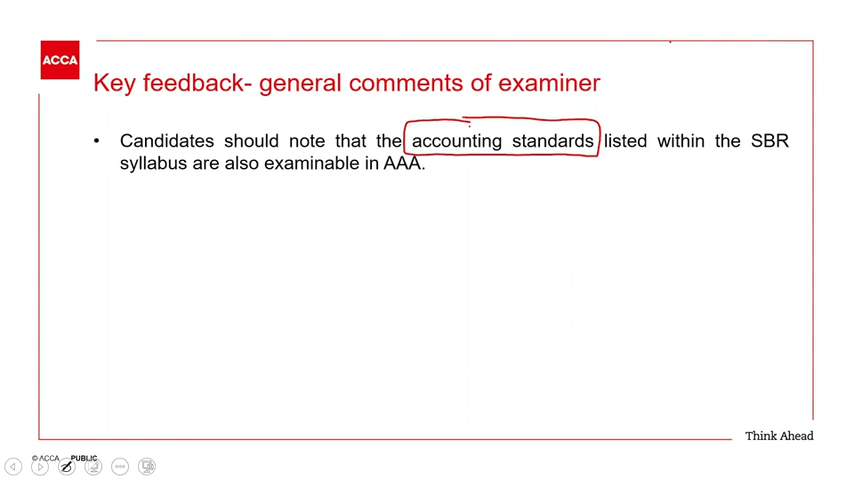 ACCA
Key feedback- general comments of examiner
• Candidates should note that the accounting standards listed within the SBR
syllabus are also examinable in AAA.
Think Ahead
© ACCA PUBLIC